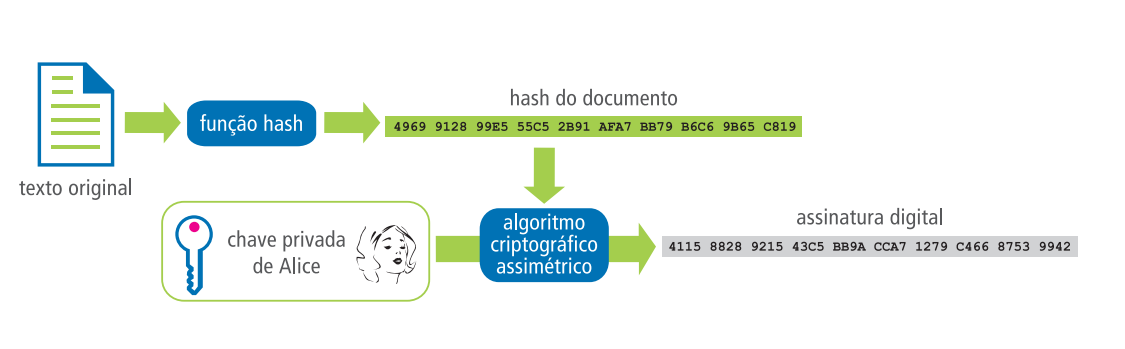 hash do documento
função hash
4969 9128 99E5 55C5 2B91 AFA7 BB79 B6C6 9B65 C819
texto original
chave privada
de Alice
algoritmo
criptográfico
assimétrico
assinatura digital
4115 8828 9215 43C5 BB9A CCA7 1279 C466 8753 9942